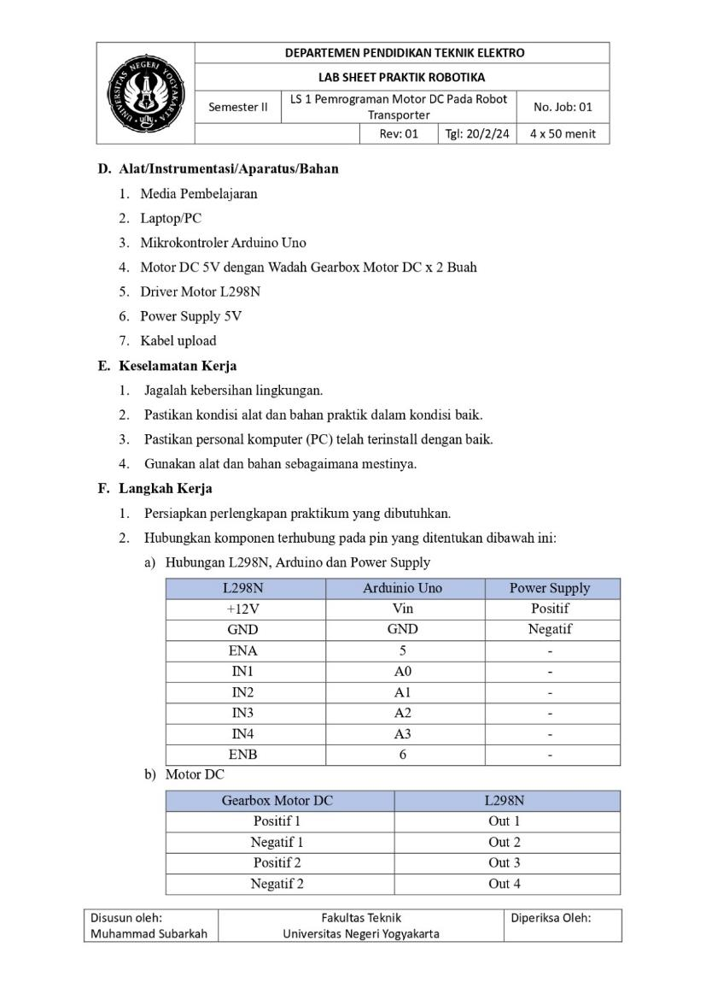 UNIVERSITAS NEGERI YOGYAKARTA
UNY
DEPARTEMEN PENDIDIKAN TEKNIK ELEKTRO
LAB SHEET PRAKTIK ROBOTIKA
Semester II
LS 1 Pemrograman Motor DC Pada Robot
Transporter
No. Job: 01
Rev: 01
Tgl: 20/2/24
4 x 50 menit
D. Alat/Instrumentasi/Aparatus/Bahan
1. Media Pembelajaran
2. Laptop/PC
3. Mikrokontroler Arduino Uno
4. Motor DC 5V dengan Wadah Gearbox Motor DC x 2 Buah
5. Driver Motor L298N
6. Power Supply 5V
7. Kabel upload
E. Keselamatan Kerja
1. Jagalah kebersihan lingkungan.
2. Pastikan kondisi alat dan bahan praktik dalam kondisi baik.
3. Pastikan personal komputer (PC) telah terinstall dengan baik.
4. Gunakan alat dan bahan sebagaimana mestinya.
F. Langkah Kerja
1. Persiapkan perlengkapan praktikum yang dibutuhkan.
2. Hubungkan komponen terhubung pada pin yang ditentukan dibawah ini:
a) Hubungan L298N, Arduino dan Power Supply
L298N Arduinio Uno Power Supply
+12V Vin Positif
GND GND Negatif
ENA 5 -
IN1 A0 -
IN2 A1 -
IN3 A2 -
IN4 A3 -
ENB 6 -
b) Motor DC
Gearbox Motor DC L298N
Positif 1 Out 1
Negatif 1 Out 2
Positif 2 Out 3
Negatif 2 Out 4
Disusun oleh:
Muhammad Subarkah
Fakultas Teknik
Universitas Negeri Yogyakarta
Diperiksa Oleh: